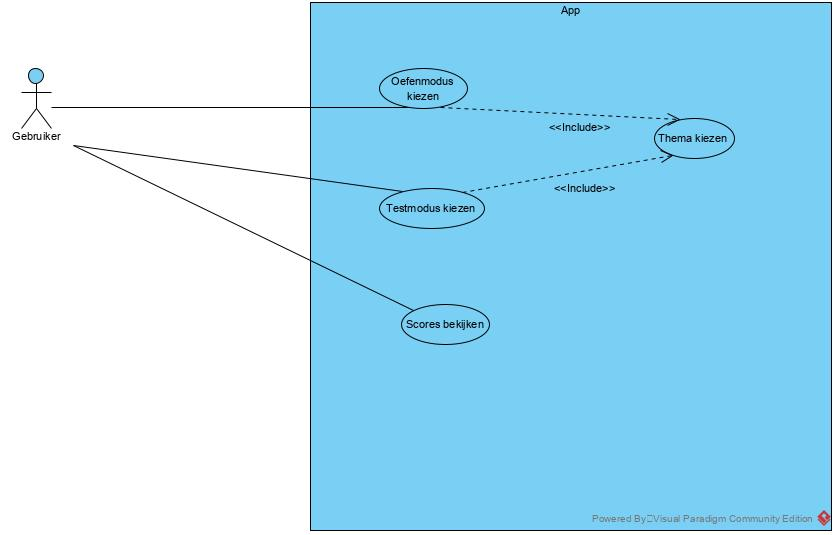 App
Oefenmodus
kiezen
Gebruiker
<<Include>>
Thema kiezen
<<Include>>
Testmodus kiezen
Scores bekijken
Powered By Visual Paradigm Community Edition